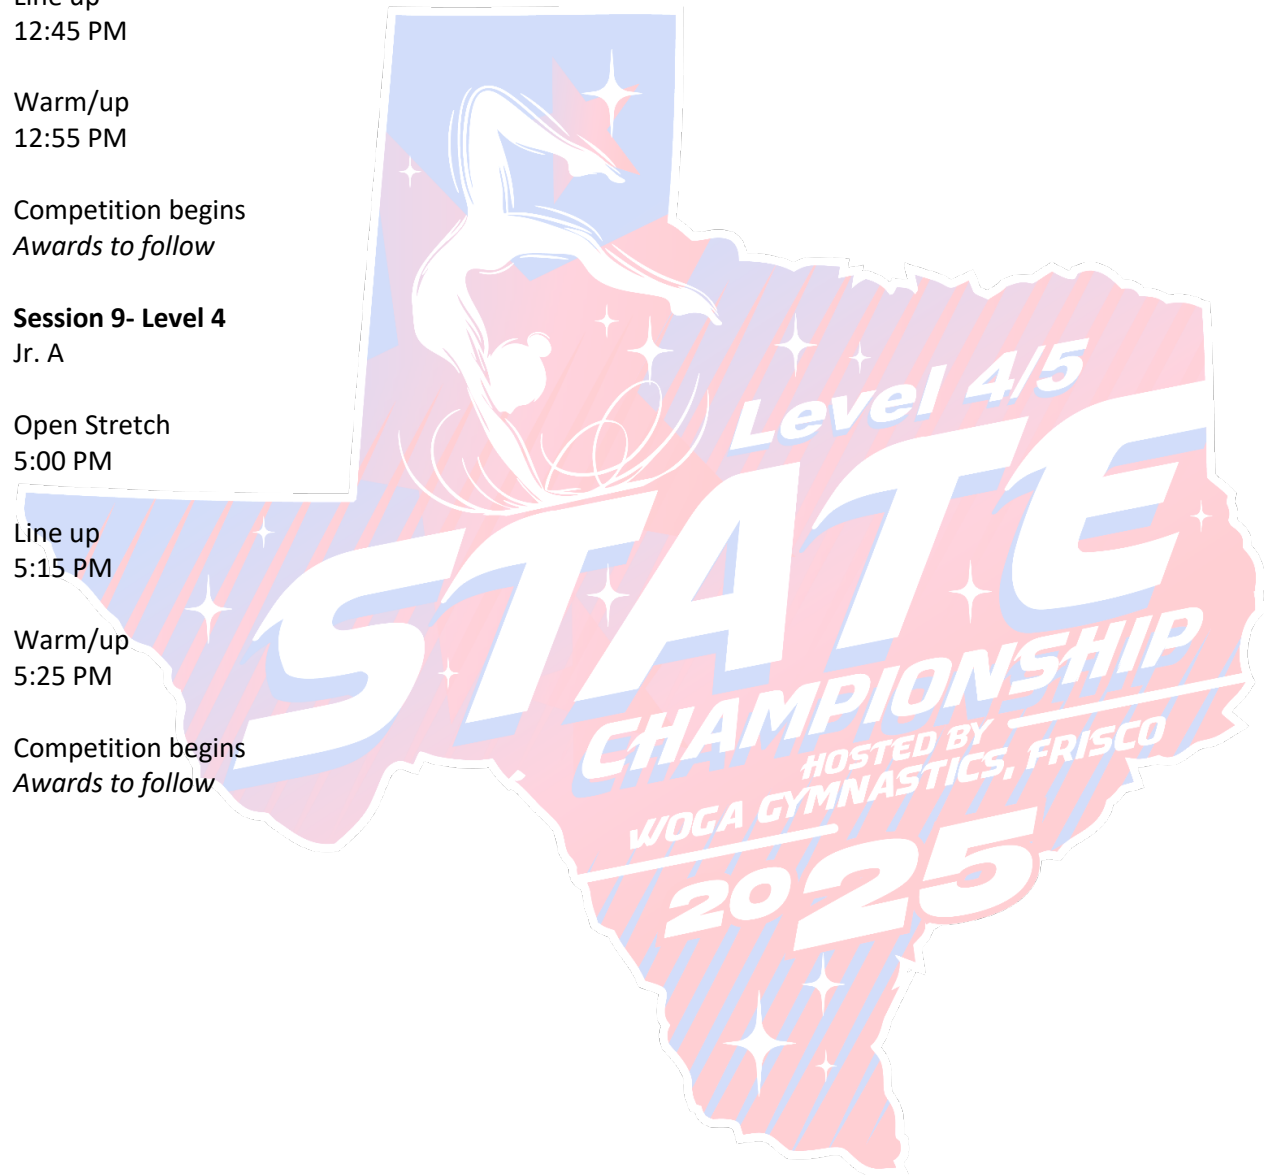 Line up
12:45 PM
Warm/up
12:55 PM
Competition begins
Awards to follow
Session 9- Level 4
Jr. A
Open Stretch
5:00 PM
Line up
5:15 PM
Warm/up
5:25 PM
Competition begins
Awards to follow
Level 4/5
STATE
CHAMPIONSHIP
HOSTED BY
WOGA GYMNASTICS, FRISCO
2025